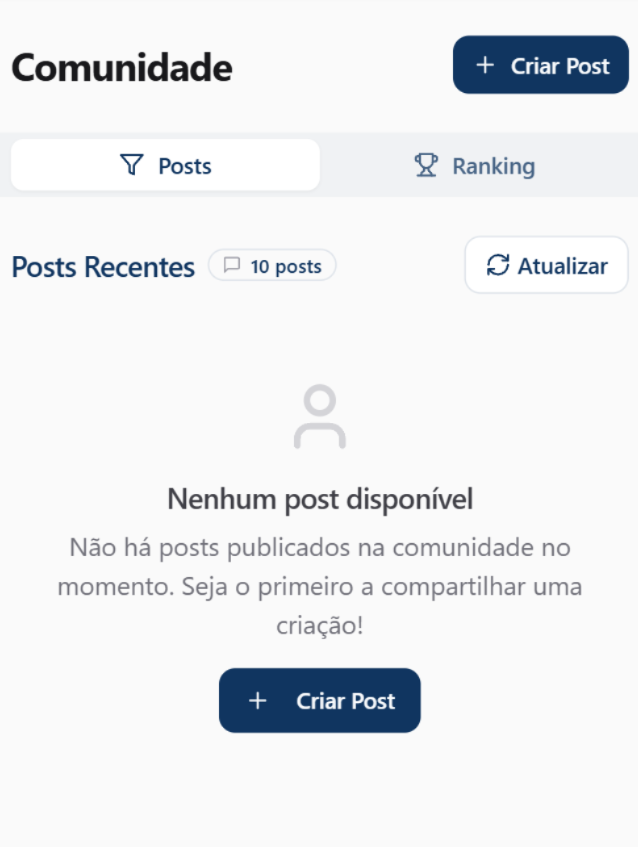 Comunidade
Criar Post
Posts
Ranking
Posts Recentes
10 posts
Atualizar
Nenhum post disponível
Não há posts publicados na comunidade no
momento. Seja o primeiro a compartilhar uma
criação!
Criar Post